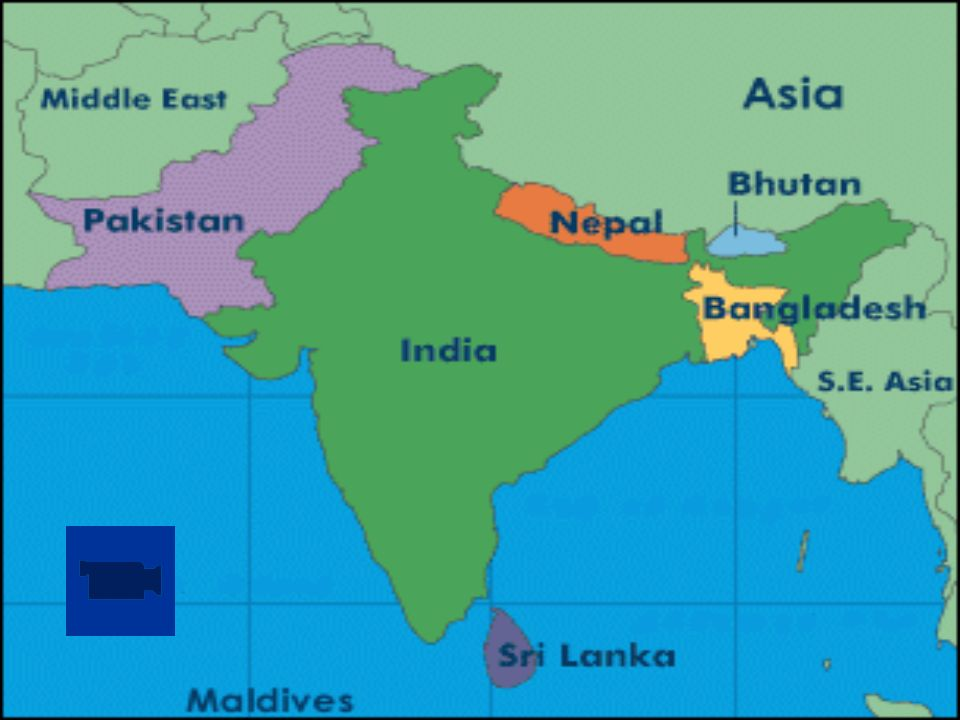 Asia
Middle East
Bhutan
Pakistan
Nepal
Bangladesh
India
S.E. Asia
Sri Lanka
Maldives